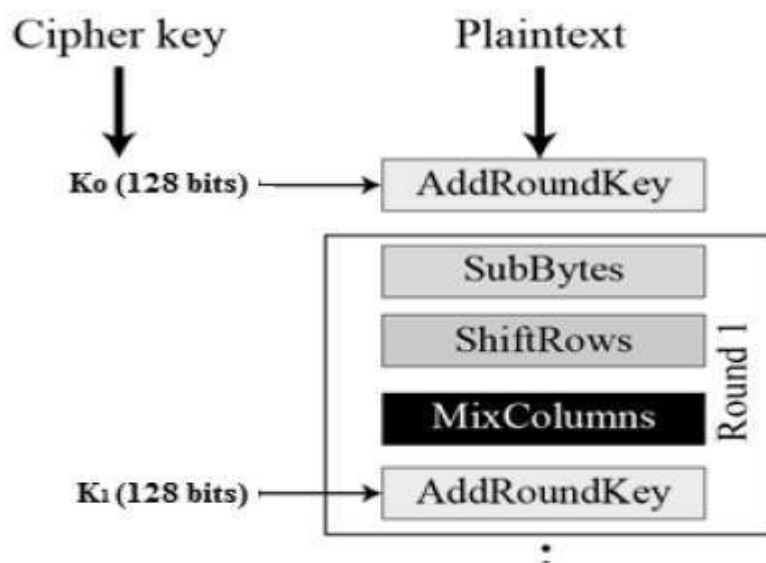 Cipher key
Plaintext
K0 (128 bits)
AddRoundKey
SubBytes
ShiftRows
MixColumns
Round 1
K1 (128 bits)
AddRoundKey